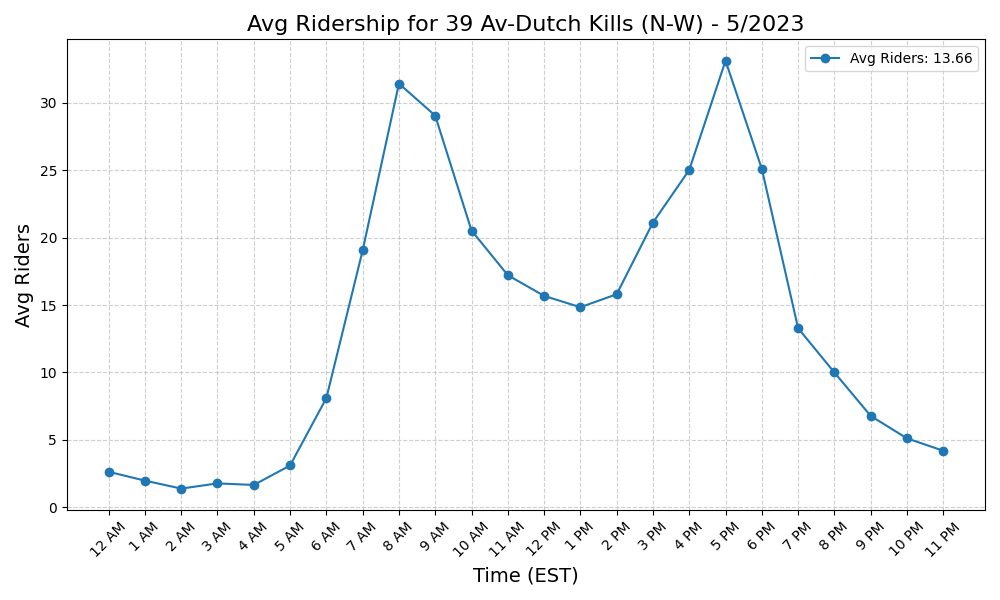 Avg Ridership for 39 Av-Dutch Kills (N-W) - 5/2023
Avg Riders: 13.66
Avg Riders
30
25
20
15
10
5
0
12 AM
1 AM
2 AM
3 AM
4 AM
5 AM
6 AM
7 AM
8 AM
9 AM
10 AM
11 AM
12 PM
1 PM
2 PM
3 PM
4 PM
5 PM
6 PM
7 PM
8 PM
9 PM
10 PM
11 PM
Time (EST)